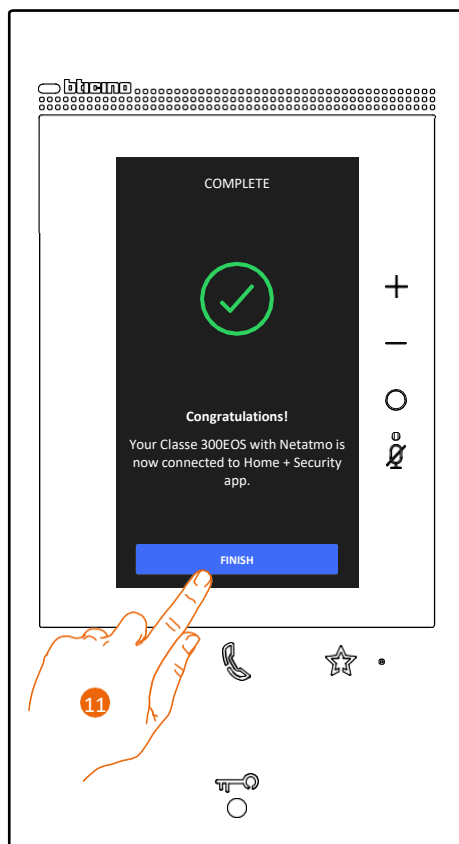 bticino
COMPLETE
Congratulations!
Your Classe 300EOS with Netatmo is
now connected to Home + Security
app.
FINISH
11